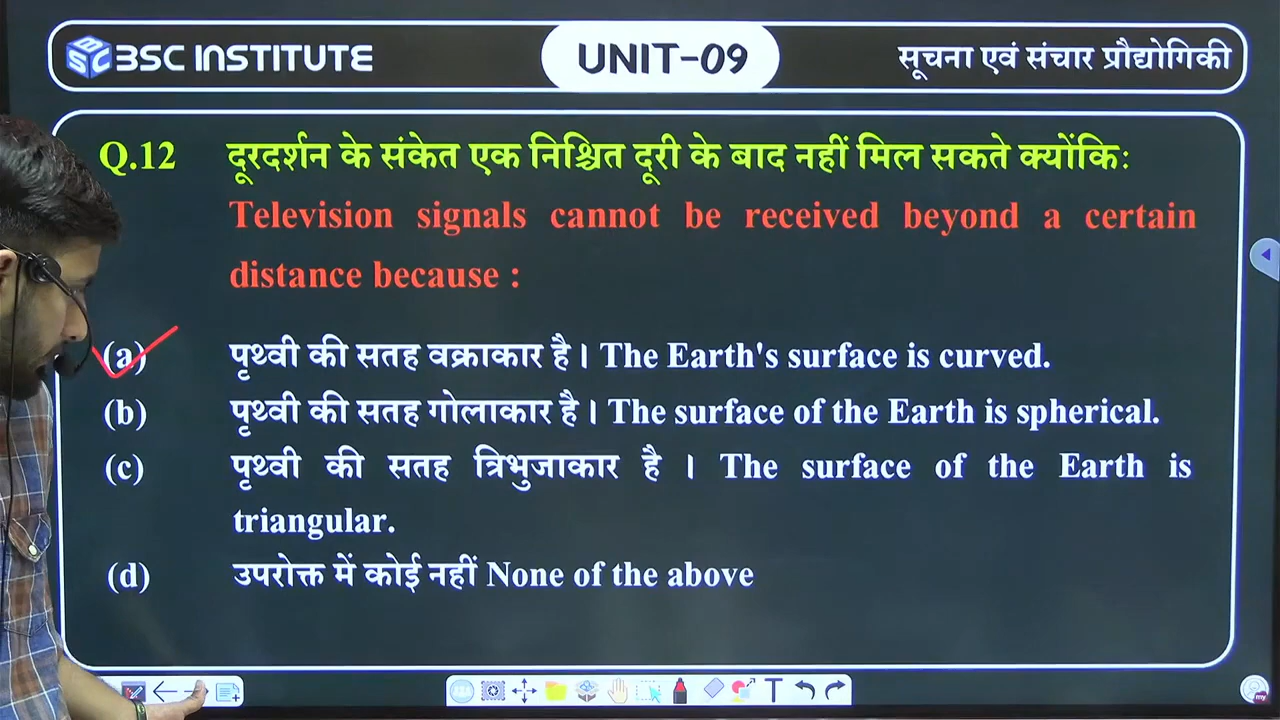 BSC
BSC INSTITUTE
UNIT-09
सूचना एवं संचार प्रौद्योगिकी
Q.12 दूरदर्शन के संकेत एक निश्चित दूरी के बाद नहीं मिल सकते क्योंकिः
Television signals cannot be received beyond a certain
distance because :
(a) पृथ्वी की सतह वक्राकार है। The Earth's surface is curved.
(b) पृथ्वी की सतह गोलाकार है। The surface of the Earth is spherical.
(c) पृथ्वी की सतह त्रिभुजाकार है । The surface of the Earth is
triangular.
(d) उपरोक्त में कोई नहीं None of the above